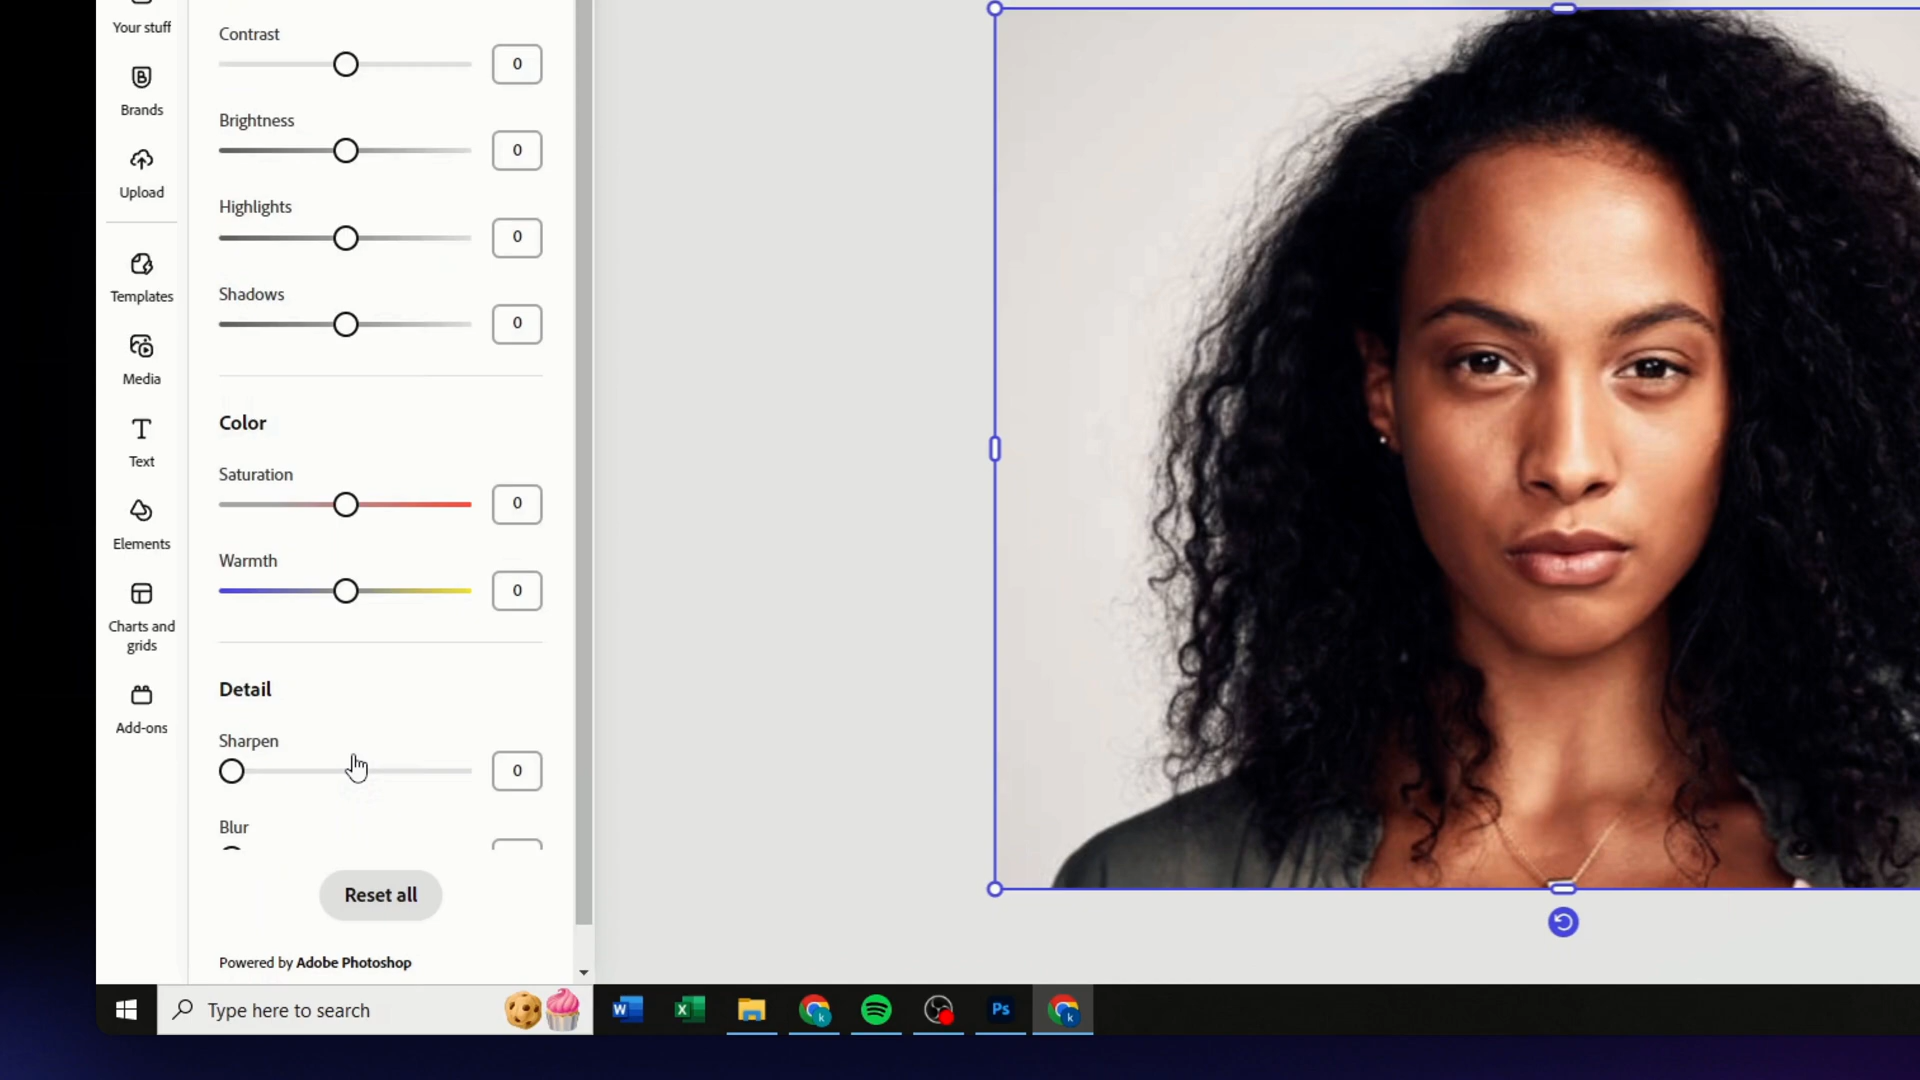 Your stuff
Brands
Upload
Templates
Media
Text
Elements
Charts and
grids
Add-ons
Contrast
0
Brightness
0
Highlights
0
Shadows
0
Color
Saturation
0
Warmth
0
Detail
Sharpen
0
Blur
Reset all
Powered by Adobe Photoshop
Type here to search
W
X
k
Ps
k